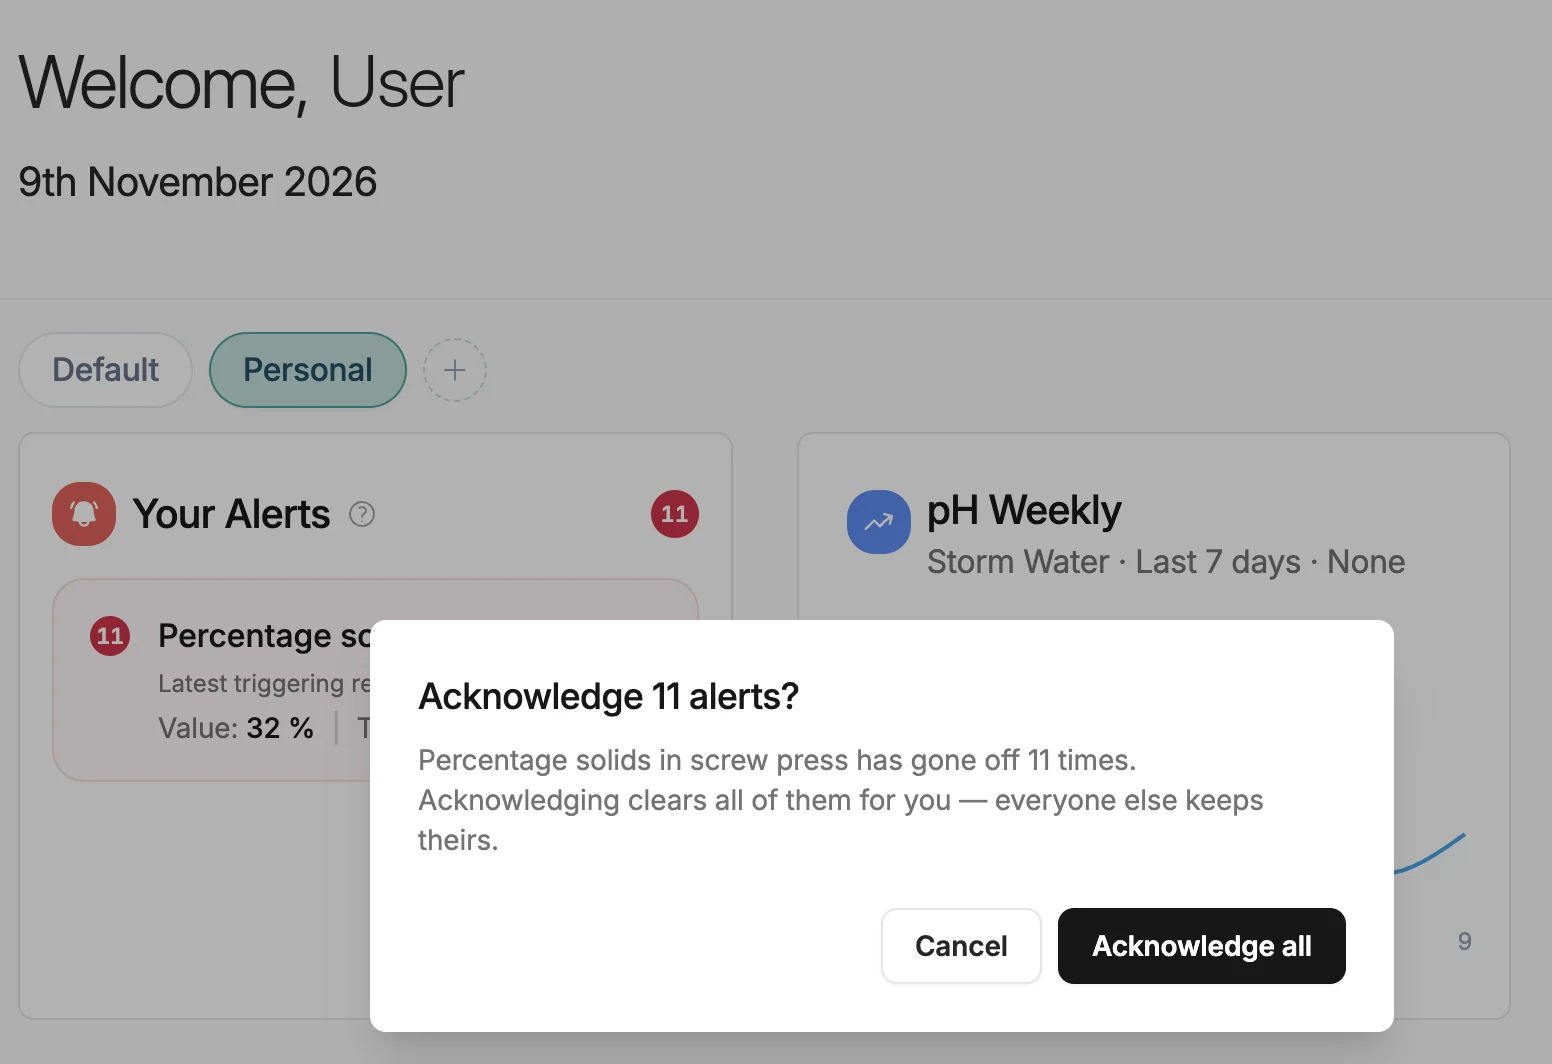 Welcome, User
9th November 2026
Default
Personal
Your Alerts
11
11
Percentage
Latest triggering
Value: 32 %
pH Weekly
Storm Water · Last 7 days · None
9
Acknowledge 11 alerts?
Percentage solids in screw press has gone off 11 times.
Acknowledging clears all of them for you — everyone else keeps
theirs.
Cancel
Acknowledge all